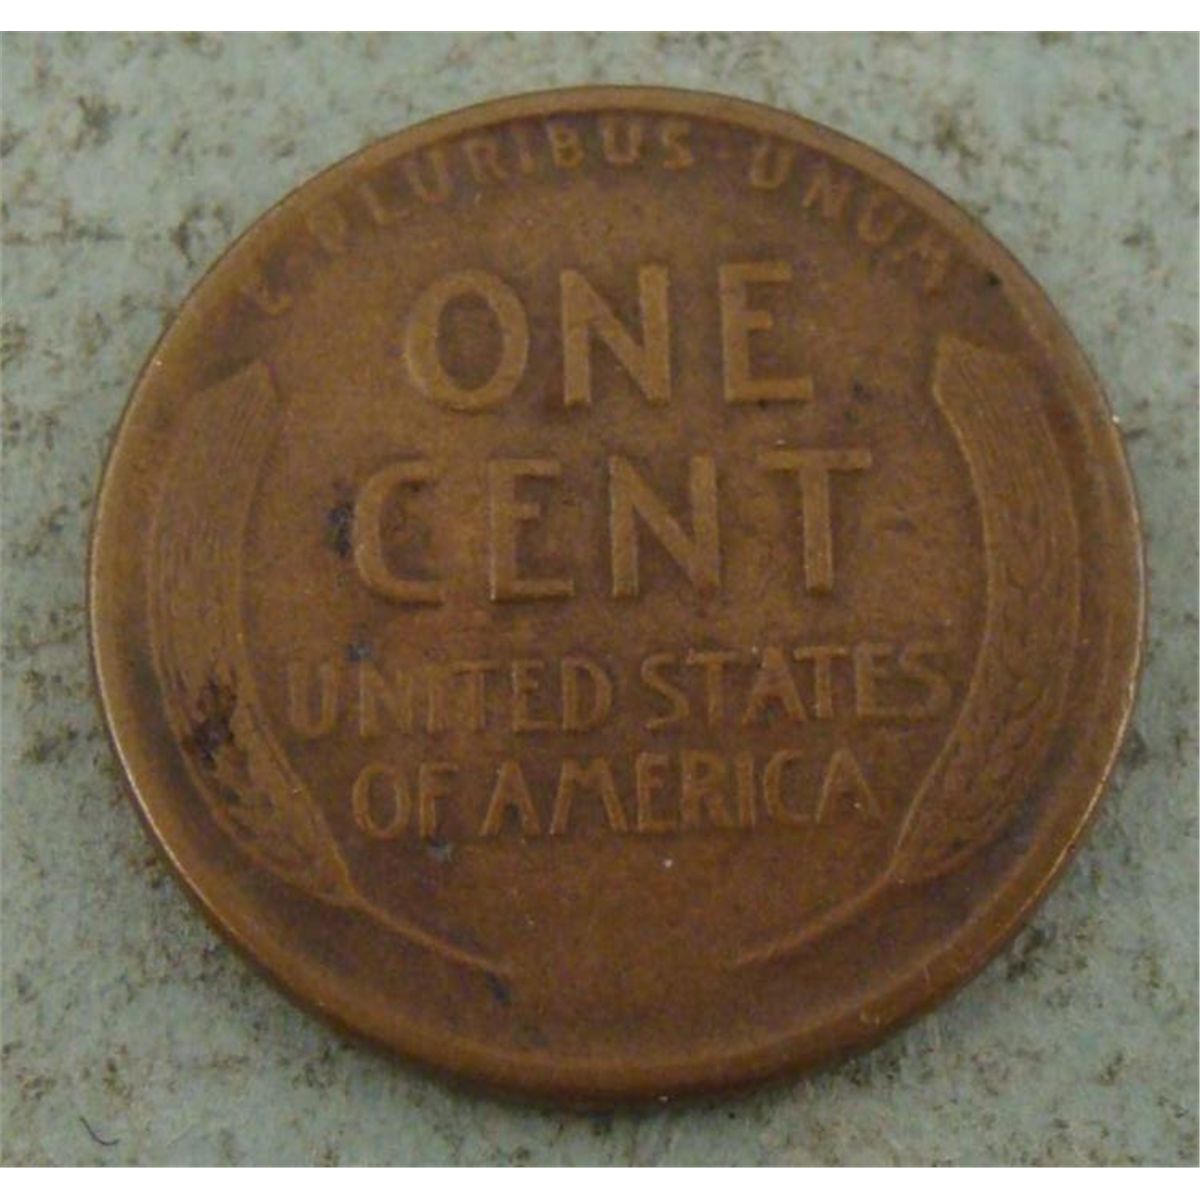 E·PLURIBUS·UNUM
ONE
CENT
UNITED STATES
OF AMERICA